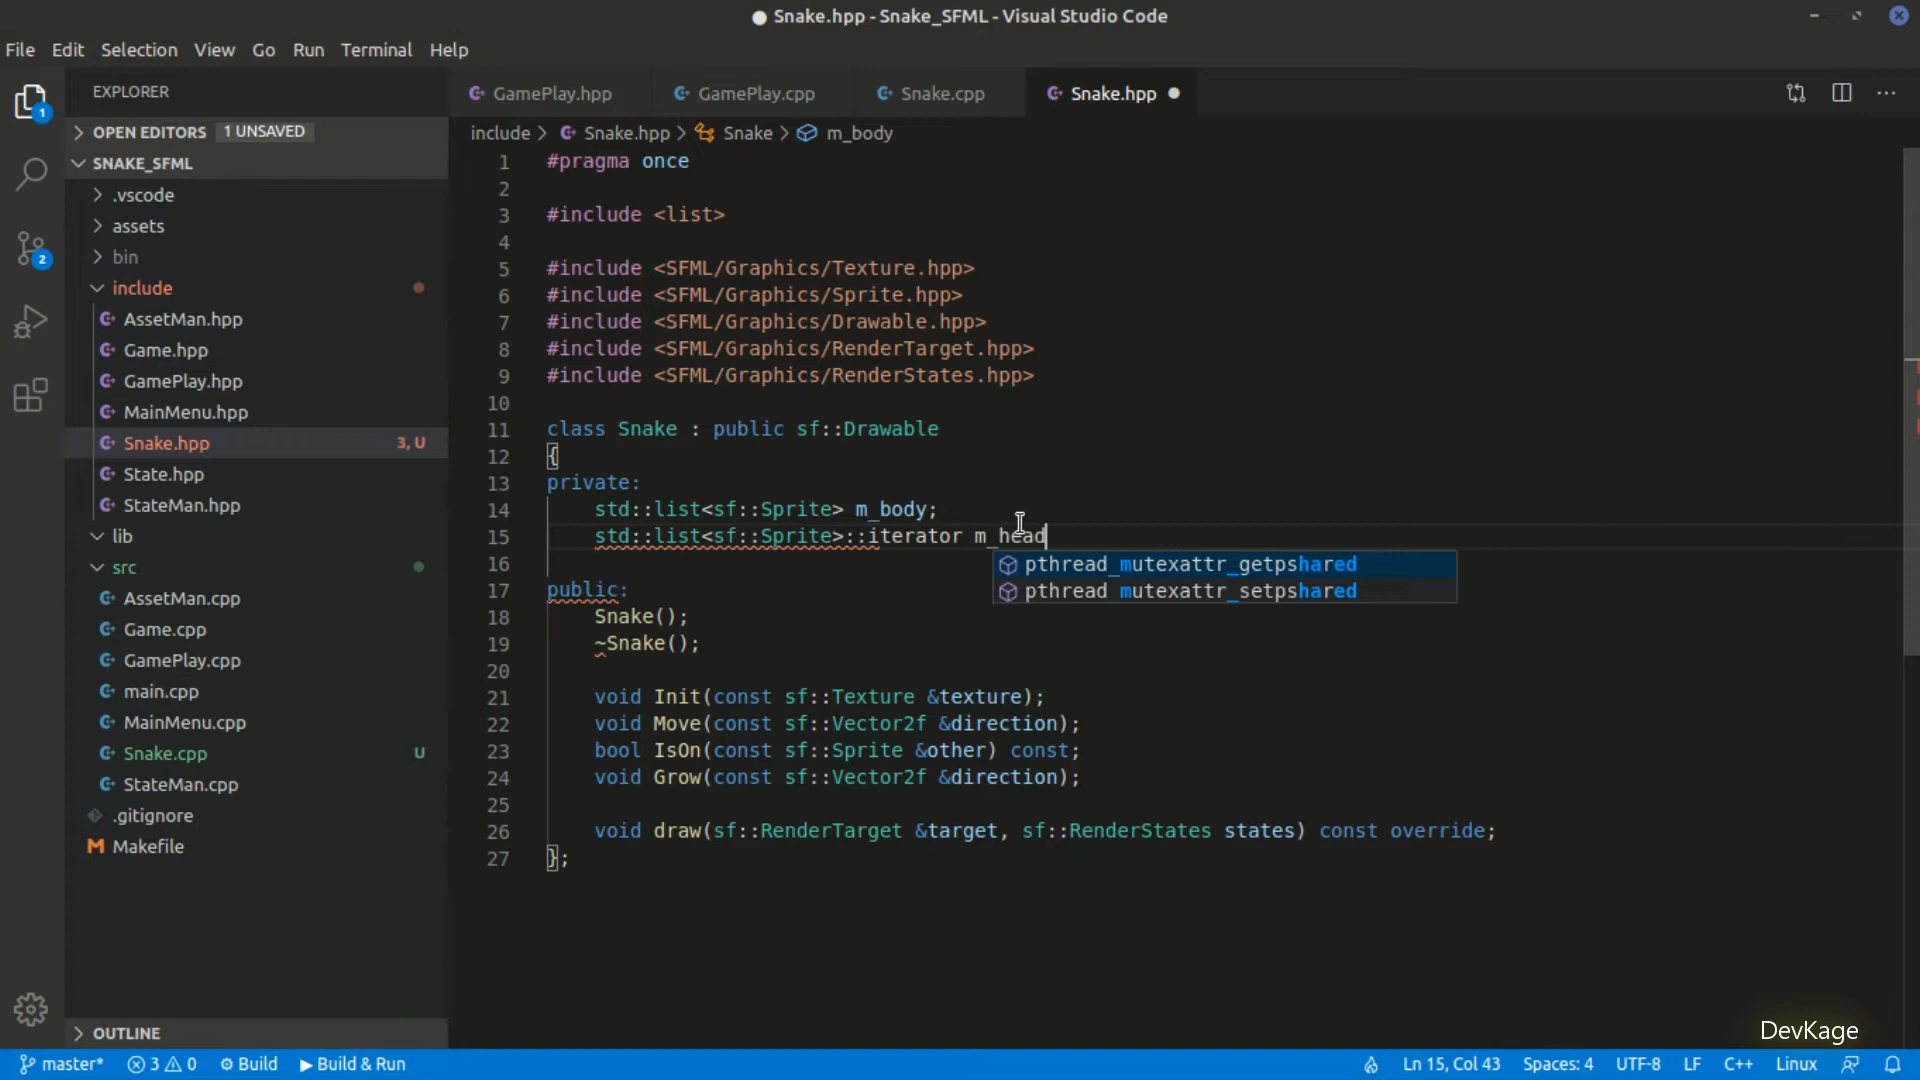 Snake.hpp - Snake_SFML - Visual Studio Code
File Edit Selection View Go Run Terminal Help
EXPLORER
OPEN EDITORS 1 UNSAVED
SNAKE_SFML
.vscode
assets
bin
include
AssetMan.hpp
Game.hpp
GamePlay.hpp
MainMenu.hpp
Snake.hpp 3, U
State.hpp
StateMan.hpp
lib
src
AssetMan.cpp
Game.cpp
GamePlay.cpp
main.cpp
MainMenu.cpp
Snake.cpp U
StateMan.cpp
.gitignore
Makefile
OUTLINE
1
2
GamePlay.hpp GamePlay.cpp Snake.cpp Snake.hpp
include > Snake.hpp > Snake > m_body
1 #pragma once
2
3 #include <list>
4
5 #include <SFML/Graphics/Texture.hpp>
6 #include <SFML/Graphics/Sprite.hpp>
7 #include <SFML/Graphics/Drawable.hpp>
8 #include <SFML/Graphics/RenderTarget.hpp>
9 #include <SFML/Graphics/RenderStates.hpp>
10
11 class Snake : public sf::Drawable
12 {
13 private:
14 std::list<sf::Sprite> m_body;
15 std::list<sf::Sprite>::iterator m_head
16
pthread_mutexattr_getpshared
pthread_mutexattr_setpshared
17 public:
18 Snake();
19 ~Snake();
20
21 void Init(const sf::Texture &texture);
22 void Move(const sf::Vector2f &direction);
23 bool IsOn(const sf::Sprite &other) const;
24 void Grow(const sf::Vector2f &direction);
25
26 void draw(sf::RenderTarget &target, sf::RenderStates states) const override;
27 };
DevKage
master* 3 0 Build Build & Run Ln 15, Col 43 Spaces: 4 UTF-8 LF C++ Linux